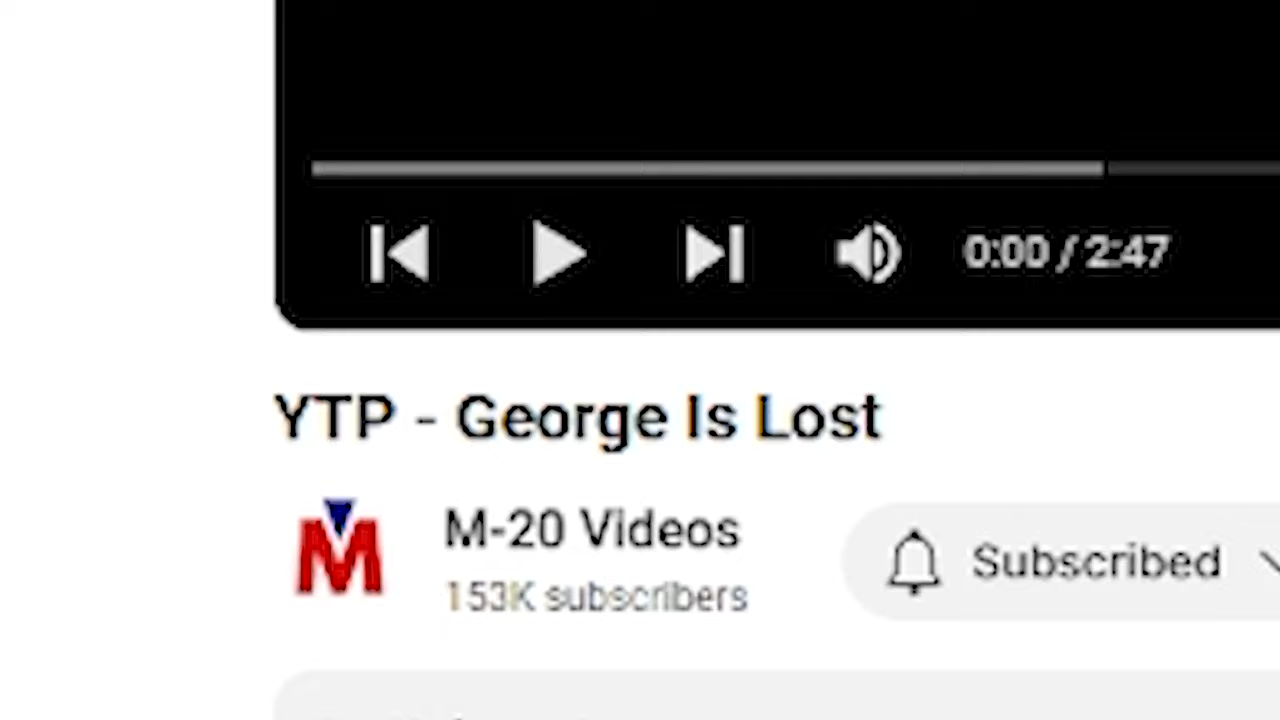 0:00 / 2:47
YTP - George Is Lost
M
M-20 Videos
Subscribed
153K subscribers